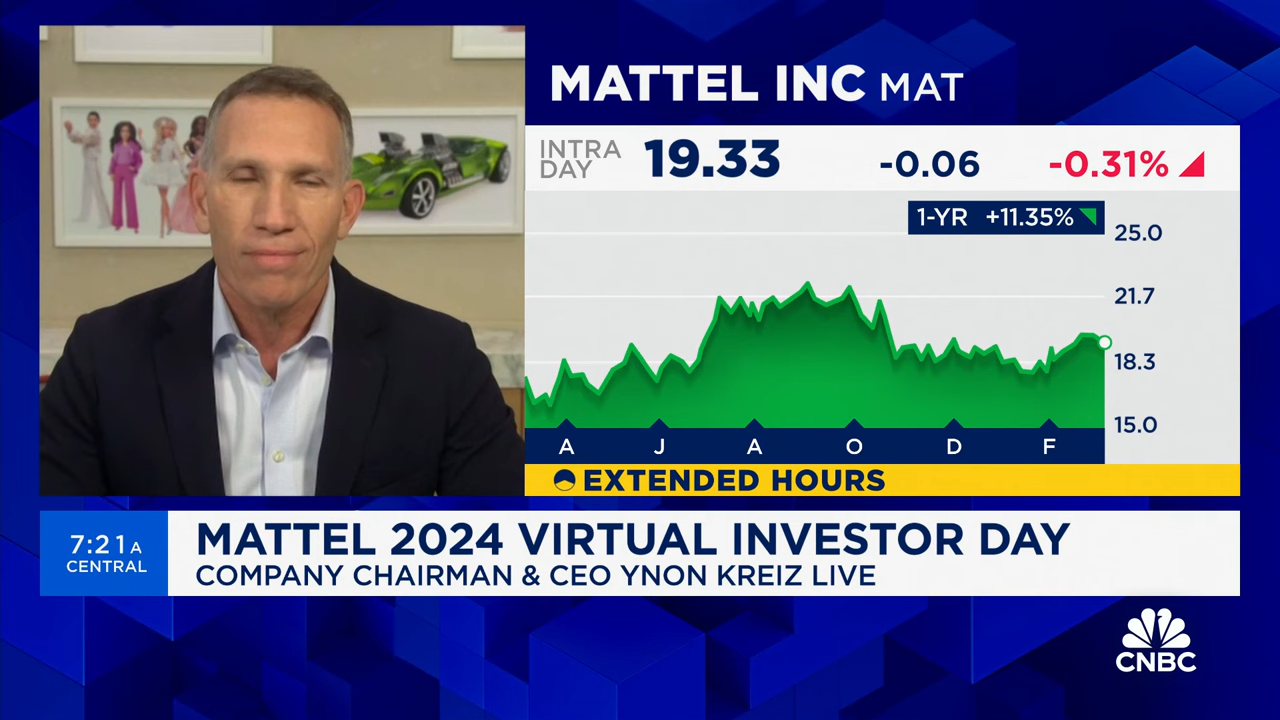 MATTEL INC MAT
INTRA DAY 19.33 -0.06 -0.31%
1-YR +11.35%
25.0
21.7
18.3
15.0
A J A O D F
EXTENDED HOURS
7:21A CENTRAL
MATTEL 2024 VIRTUAL INVESTOR DAY
COMPANY CHAIRMAN & CEO YNON KREIZ LIVE
CNBC